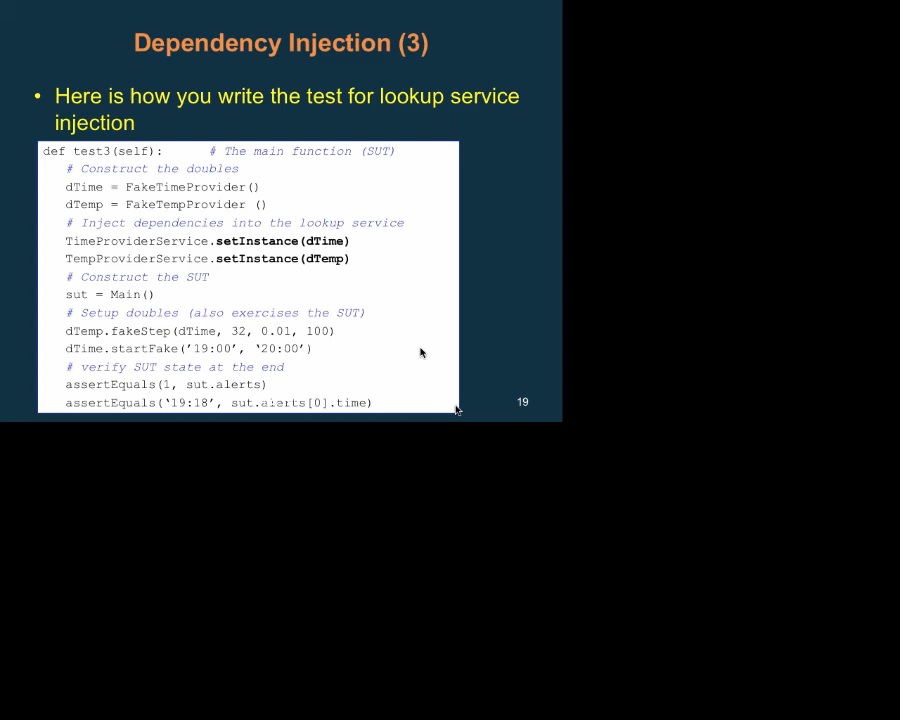 Dependency Injection (3)
• Here is how you write the test for lookup service
injection
def test3(self): # The main function (SUT)
# Construct the doubles
dTime = FakeTimeProvider()
dTemp = FakeTempProvider ()
# Inject dependencies into the lookup service
TimeProviderService.setInstance(dTime)
TempProviderService.setInstance(dTemp)
# Construct the SUT
sut = Main()
# Setup doubles (also exercises the SUT)
dTemp.fakeStep(dTime, 32, 0.01, 100)
dTime.startFake(’19:00’, ‘20:00’)
# verify SUT state at the end
assertEquals(1, sut.alerts)
assertEquals(‘19:18’, sut.alerts[0].time)
19